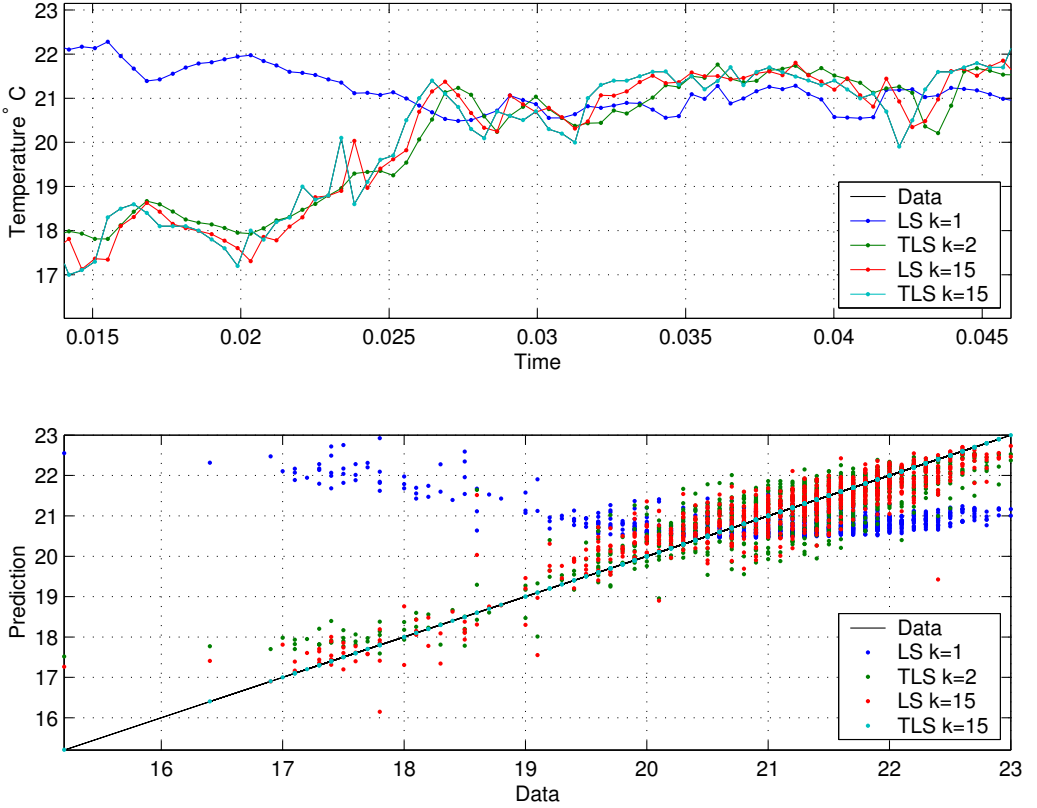 23
22
21
20
19
18
17
Temperature ° C
Data
LS k=1
TLS k=2
LS k=15
TLS k=15
0.015 0.02 0.025 0.03 0.035 0.04 0.045
Time
23
22
21
20
19
18
17
16
Prediction
Data
LS k=1
TLS k=2
LS k=15
TLS k=15
16 17 18 19 20 21 22 23
Data